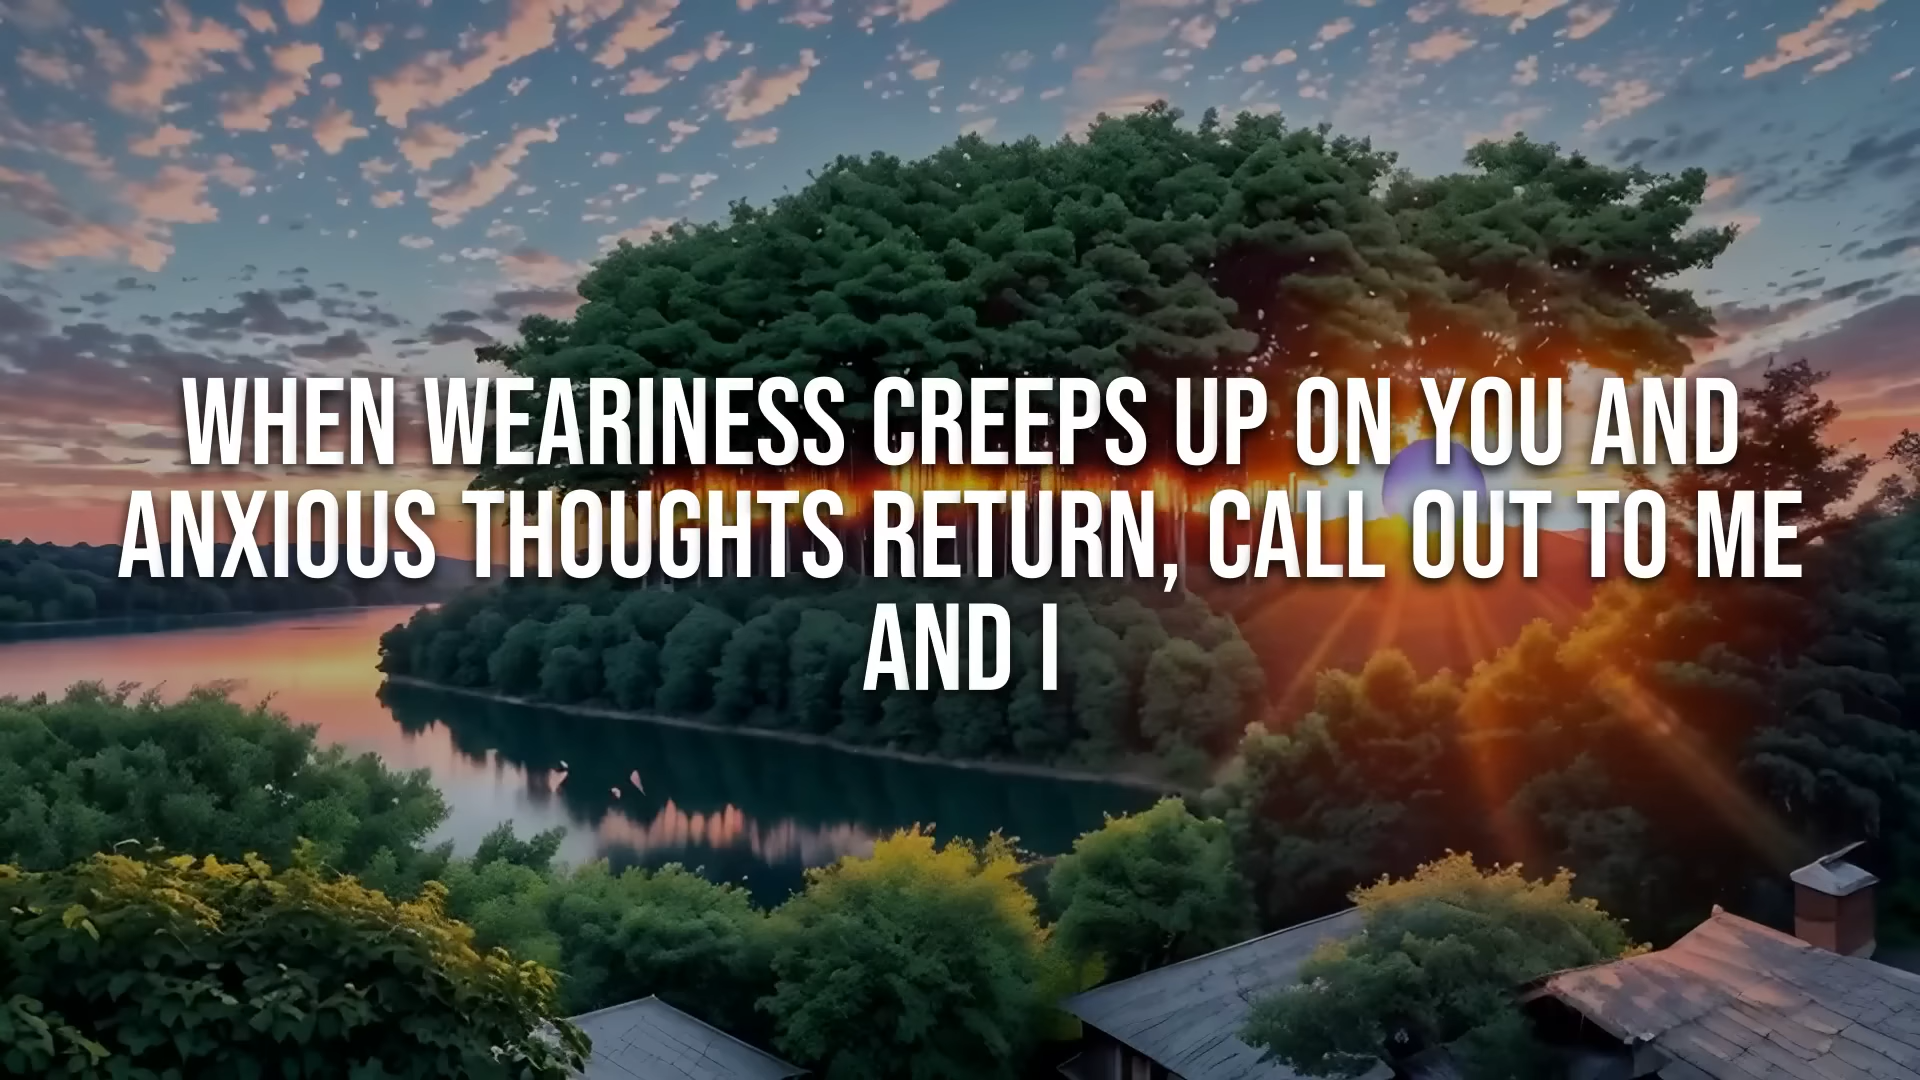 WHEN WEARINESS CREEPS UP ON YOU AND
ANXIOUS THOUGHTS RETURN, CALL OUT TO ME
AND I